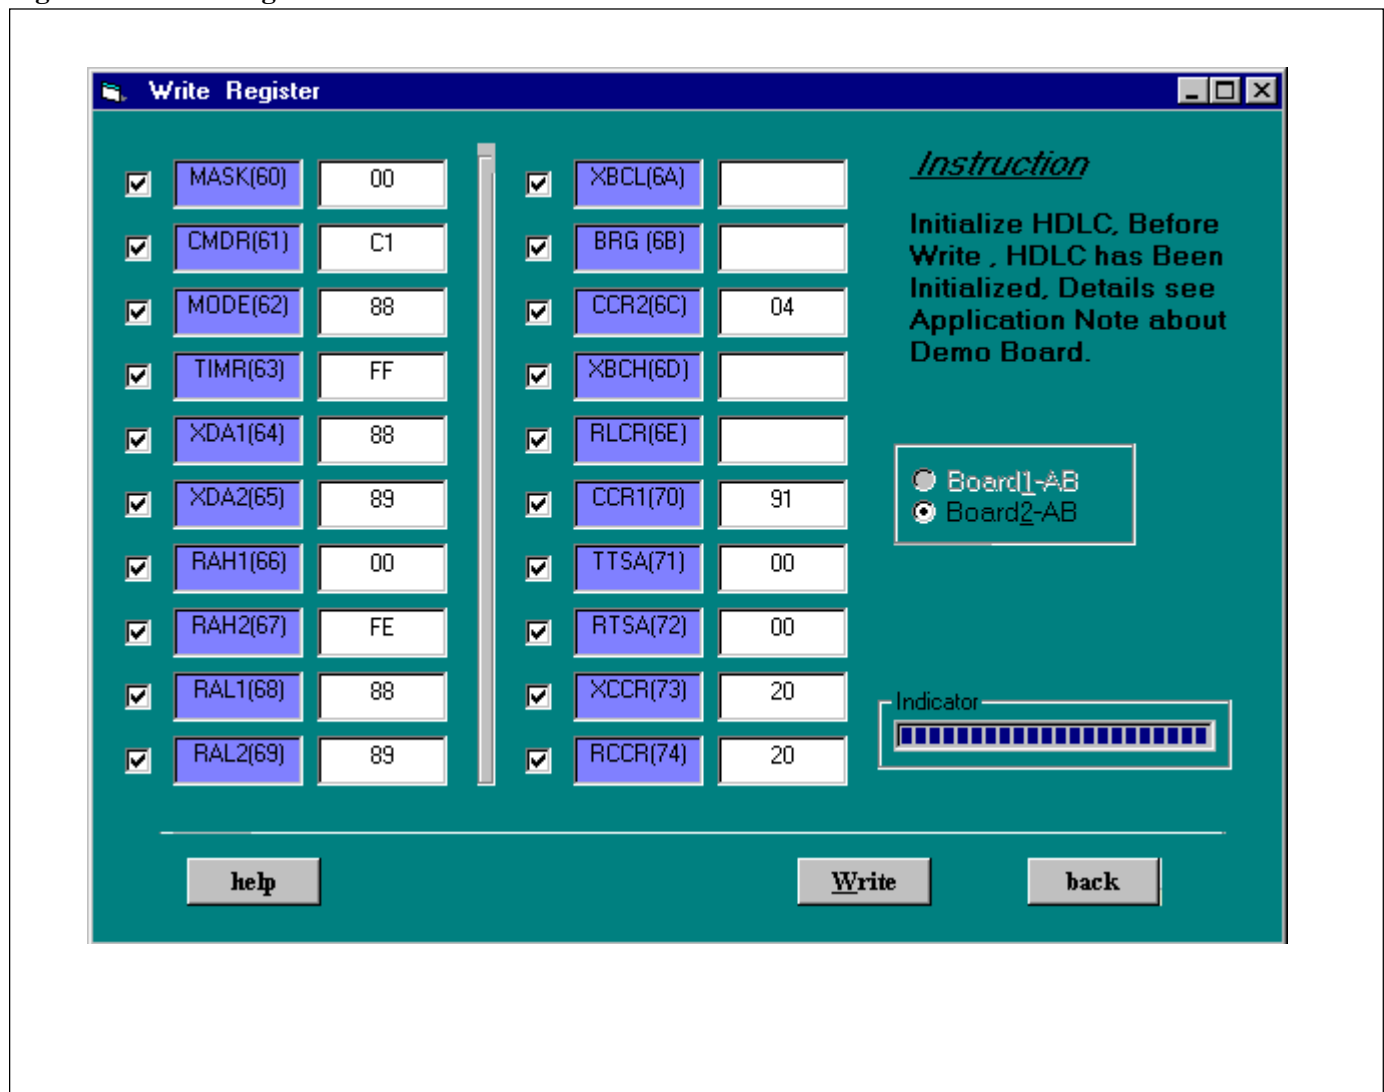 Write Register
MASK(60) 00
CMDR(61) C1
MODE(62) 88
TIMR(63) FF
XDA1(64) 88
XDA2(65) 89
RAH1(66) 00
RAH2(67) FE
RAL1(68) 88
RAL2(69) 89
XBCL(6A)
BRG (6B)
CCR2(6C) 04
XBCH(6D)
RLCR(6E)
CCR1(70) 91
TTSA(71) 00
RTSA(72) 00
XCCR(73) 20
RCCR(74) 20
Instruction
Initialize HDLC, Before
Write , HDLC has Been
Initialized, Details see
Application Note about
Demo Board.
Board1-AB
Board2-AB
Indicator
help
Write
back